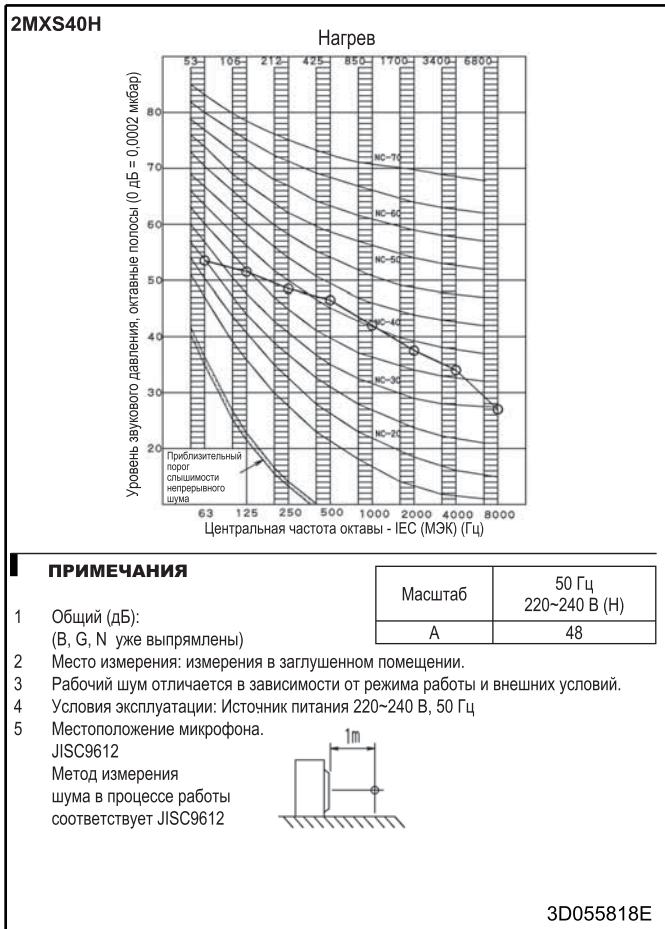 2MXS40H
Нагрев
53 106 212 425 850 1700 3400 6800
Уровень звукового давления, октавные полосы (0 дБ = 0,0002 мкбар)
80
70
60
50
40
30
20
NC-70
NC-60
NC-50
NC-40
NC-30
NC-20
Приблизительный
порог
слышимости
непрерывного
шума
63 125 250 500 1000 2000 4000 8000
Центральная частота октавы - IEC (МЭК) (Гц)
ПРИМЕЧАНИЯ
Масштаб
50 Гц
220~240 В (H)
A 48
1 Общий (дБ):
(B, G, N уже выпрямлены)
2 Место измерения: измерения в заглушенном помещении.
3 Рабочий шум отличается в зависимости от режима работы и внешних условий.
4 Условия эксплуатации: Источник питания 220~240 В, 50 Гц
5 Местоположение микрофона.
JISC9612
Метод измерения
шума в процессе работы
соответствует JISC9612
1m
3D055818E